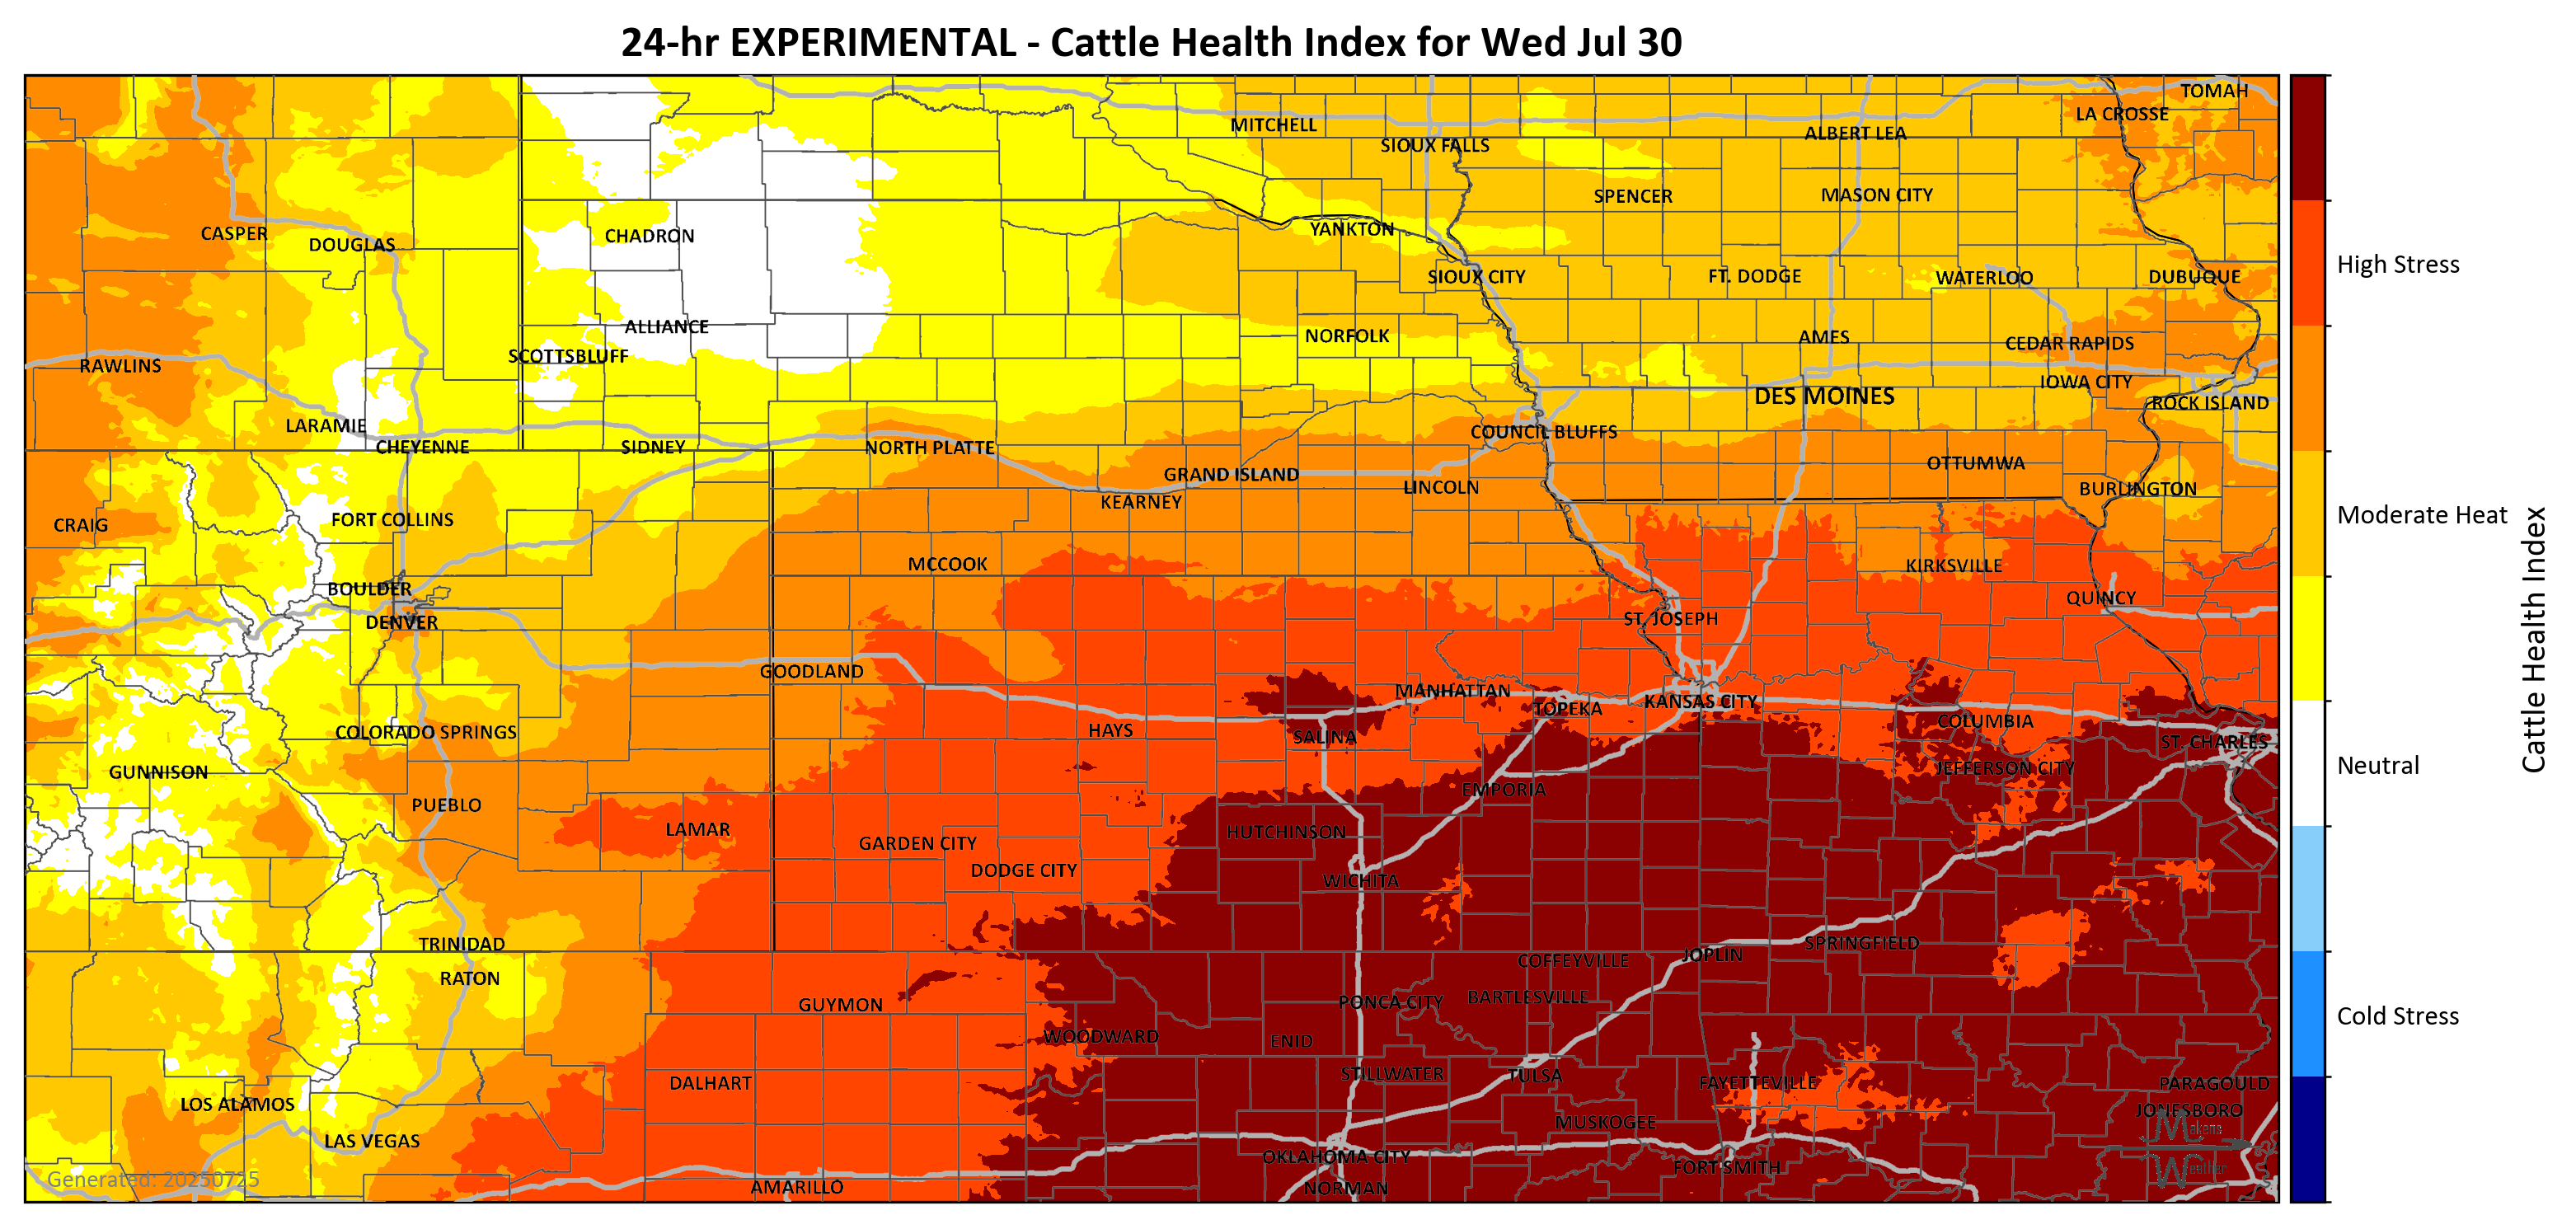 24-hr EXPERIMENTAL - Cattle Health Index for Wed Jul 30
TOMAH
LA CROSSE
MITCHELL
ALBERT LEA
SIOUX FALLS
SPENCER
MASON CITY
CASPER
DOUGLAS
CHADRON
YANKTON
High Stress
SIOUX CITY
FT. DODGE
WATERLOO
DUBUQUE
ALLIANCE
NORFOLK
AMES
CEDAR RAPIDS
SCOTTSBLUFF
RAWLINS
IOWA CITY
DES MOINES
ROCK ISLAND
LARAMIE
COUNCIL BLUFFS
CHEYENNE
SIDNEY
NORTH PLATTE
OTTUMWA
GRAND ISLAND
LINCOLN
BURLINGTON
KEARNEY
Moderate Heat
CRAIG
FORT COLLINS
MCCOOK
KIRKSVILLE
BOULDER
QUINCY
DENVER
ST. JOSEPH
Cattle Health Index
GOODLAND
MANHATTAN
KANSAS CITY
TOPEKA
COLUMBIA
COLORADO SPRINGS
HAYS
SALINA
ST. CHARLES
Neutral
GUNNISON
JEFFERSON CITY
EMPORIA
PUEBLO
LAMAR
HUTCHINSON
GARDEN CITY
DODGE CITY
WICHITA
TRINIDAD
SPRINGFIELD
JOPLIN
COFFEYVILLE
RATON
BARTLESVILLE
PONCA CITY
GUYMON
Cold Stress
WOODWARD
ENID
STILLWATER
TULSA
DALHART
FAYETTEVILLE
PARAGOULD
LOS ALAMOS
JONESBORO
MUSKOGEE
Makens
LAS VEGAS
OKLAHOMA CITY
FORT SMITH
Weather
Generated: 20250725
AMARILLO
NORMAN